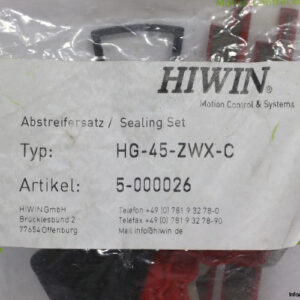 HIWIN®
Motion Control & Systems
Abstreifersatz / Sealing Set
Typ: HG-45-ZWX-C
Artikel: 5-000026
HIWIN GmbH Telefon +49 (0) 781 9 32 78-0
Brücklesbünd 2 Telefax +49 (0) 781 9 32 78-90
77654 Offenburg Mail info@hiwin.de